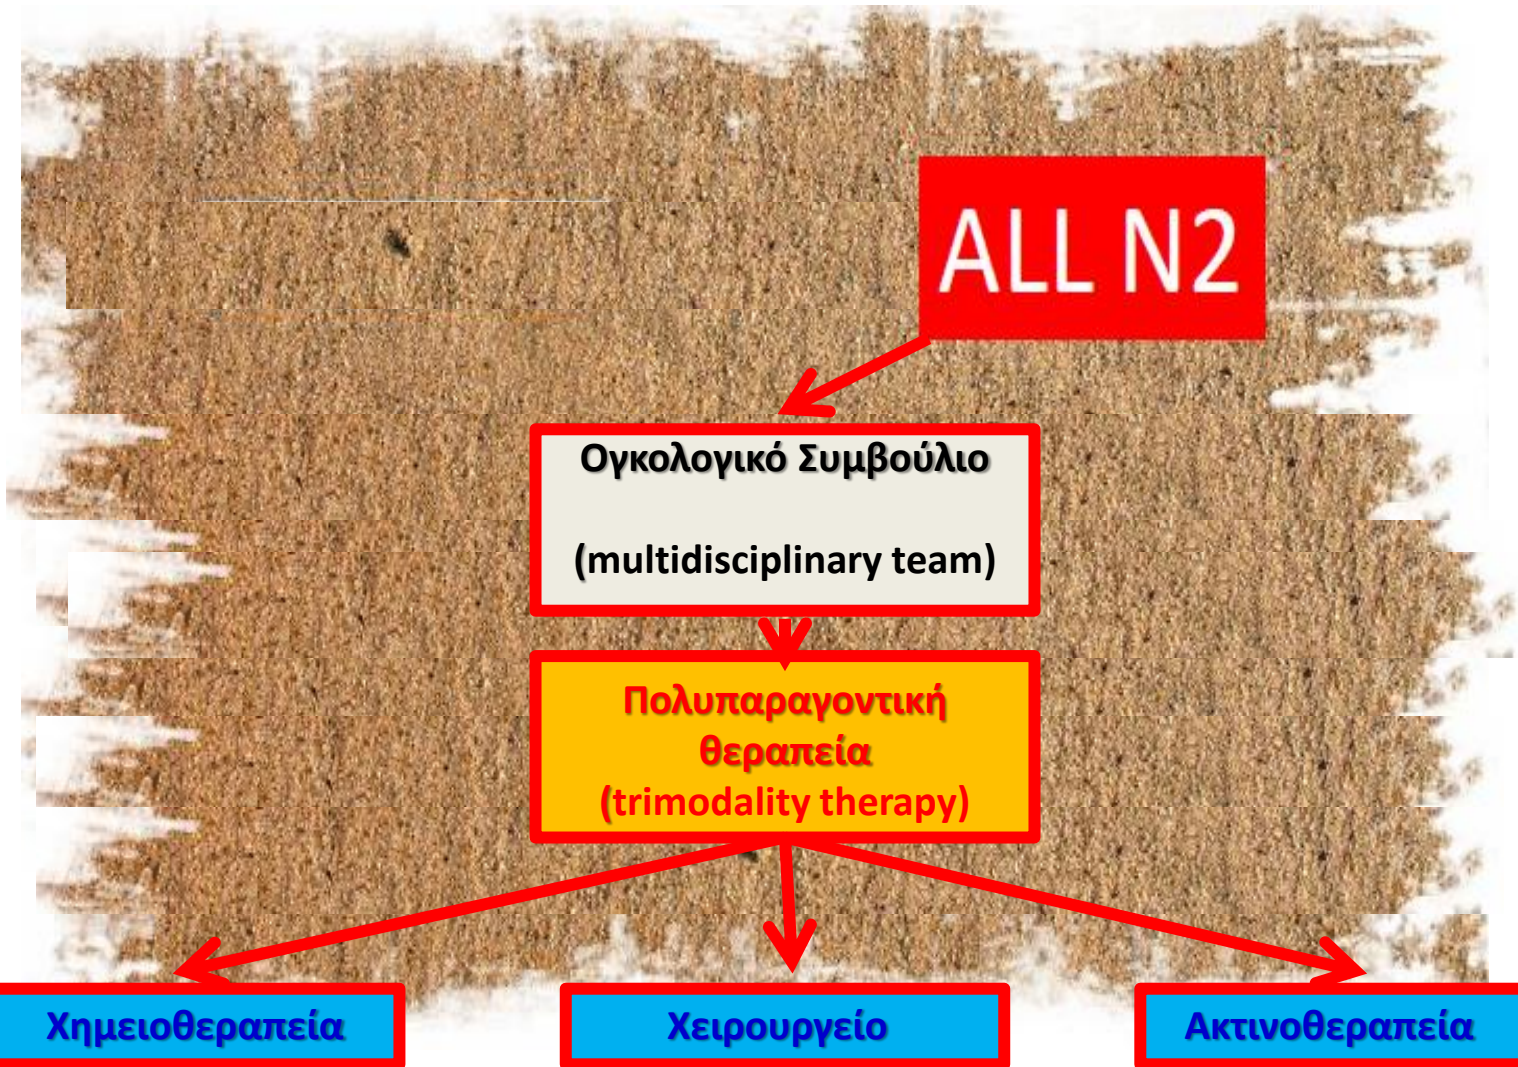 ALL N2
Ογκολογικό Συμβούλιο
(multidisciplinary team)
Πολυπαραγοντική
θεραπεία
(trimodality therapy)
Χημειοθεραπεία
Χειρουργείο
Ακτινοθεραπεία